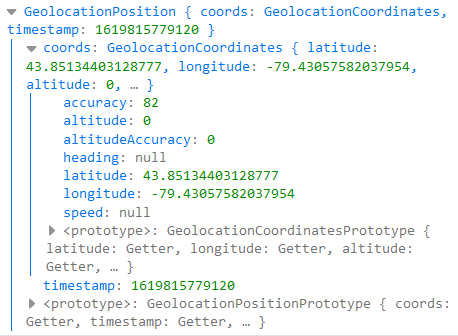 GeolocationPosition { coords: GeolocationCoordinates,
timestamp: 1619815779120 }
coords: GeolocationCoordinates { latitude:
43.85134403128777, longitude: -79.43057582037954,
altitude: 0, … }
accuracy: 82
altitude: 0
altitudeAccuracy: 0
heading: null
latitude: 43.85134403128777
longitude: -79.43057582037954
speed: null
<prototype>: GeolocationCoordinatesPrototype {
latitude: Getter, longitude: Getter, altitude:
Getter, … }
timestamp: 1619815779120
<prototype>: GeolocationPositionPrototype { coords:
Getter, timestamp: Getter, … }